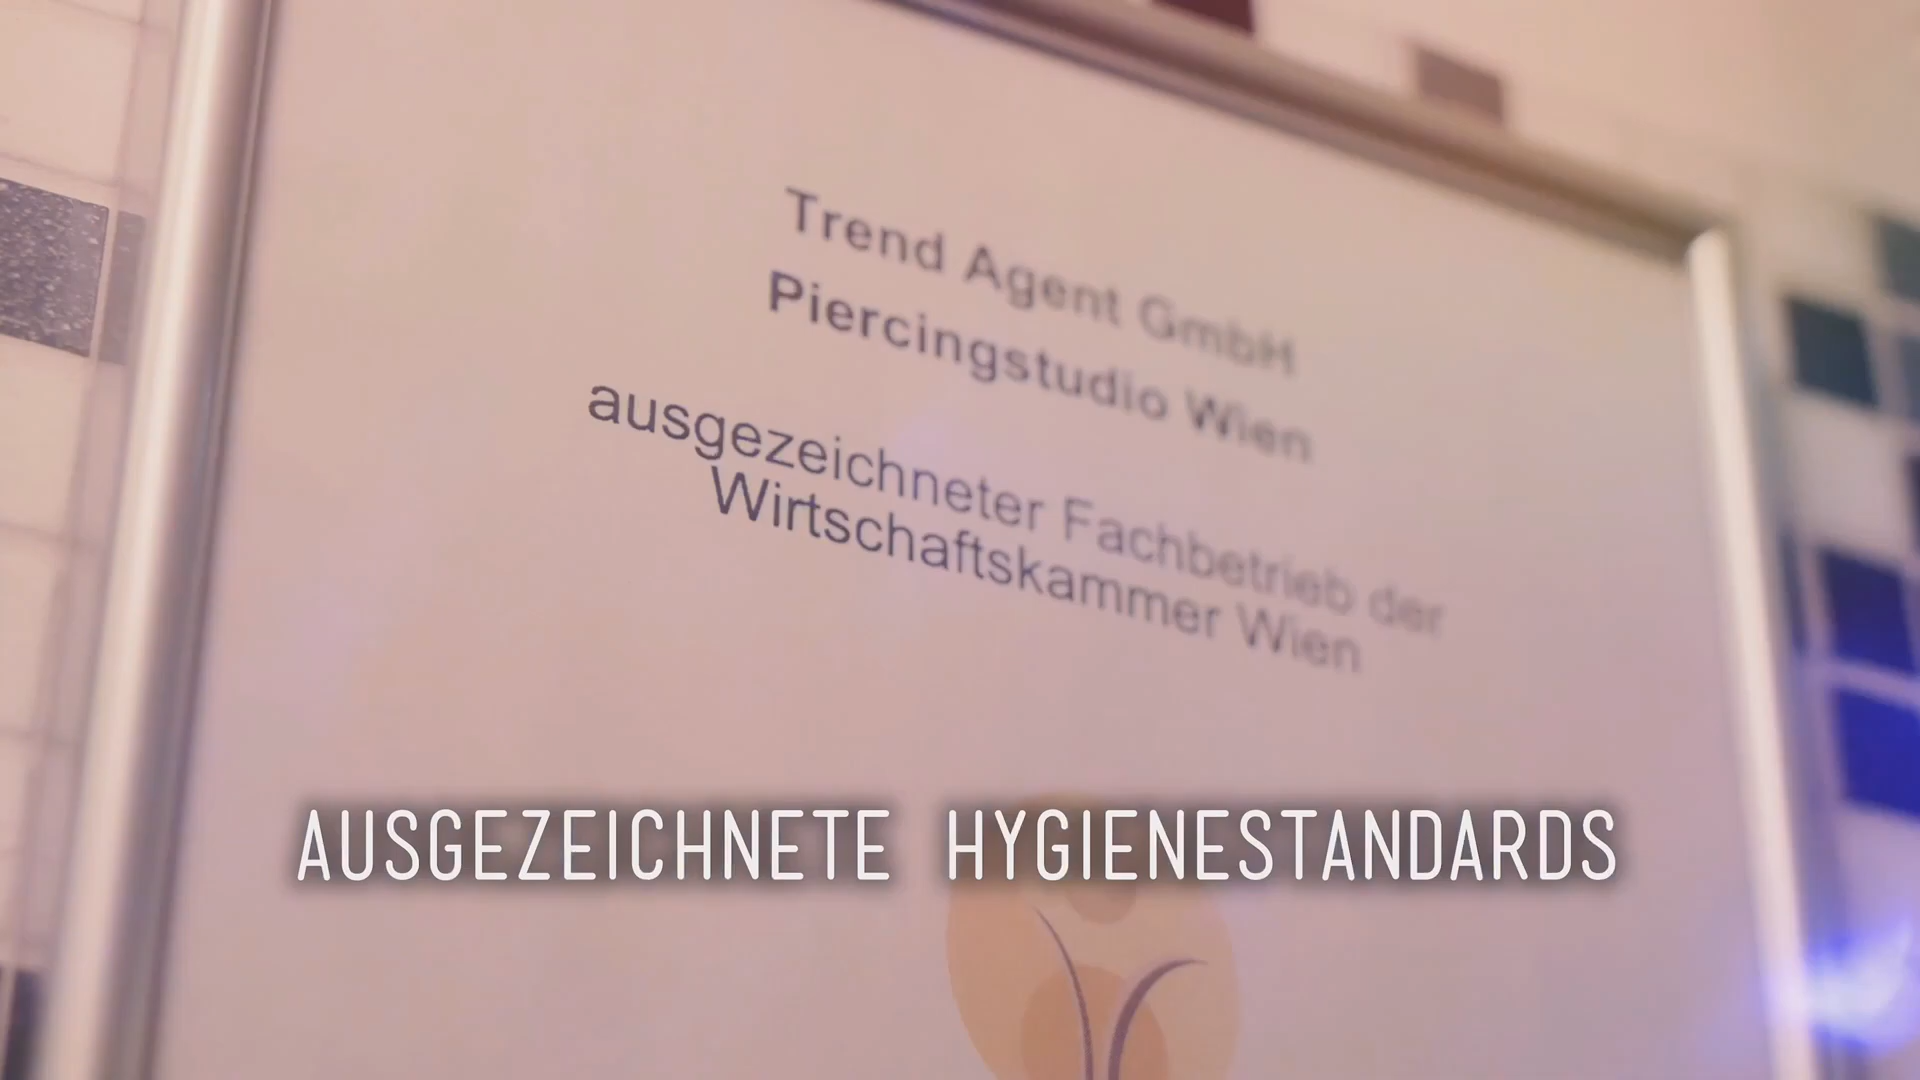 Trend Agent GmbH
Piercingstudio Wien
ausgezeichneter Fachbetrieb der
Wirtschaftskammer Wien
AUSGEZEICHNETE HYGIENESTANDARDS